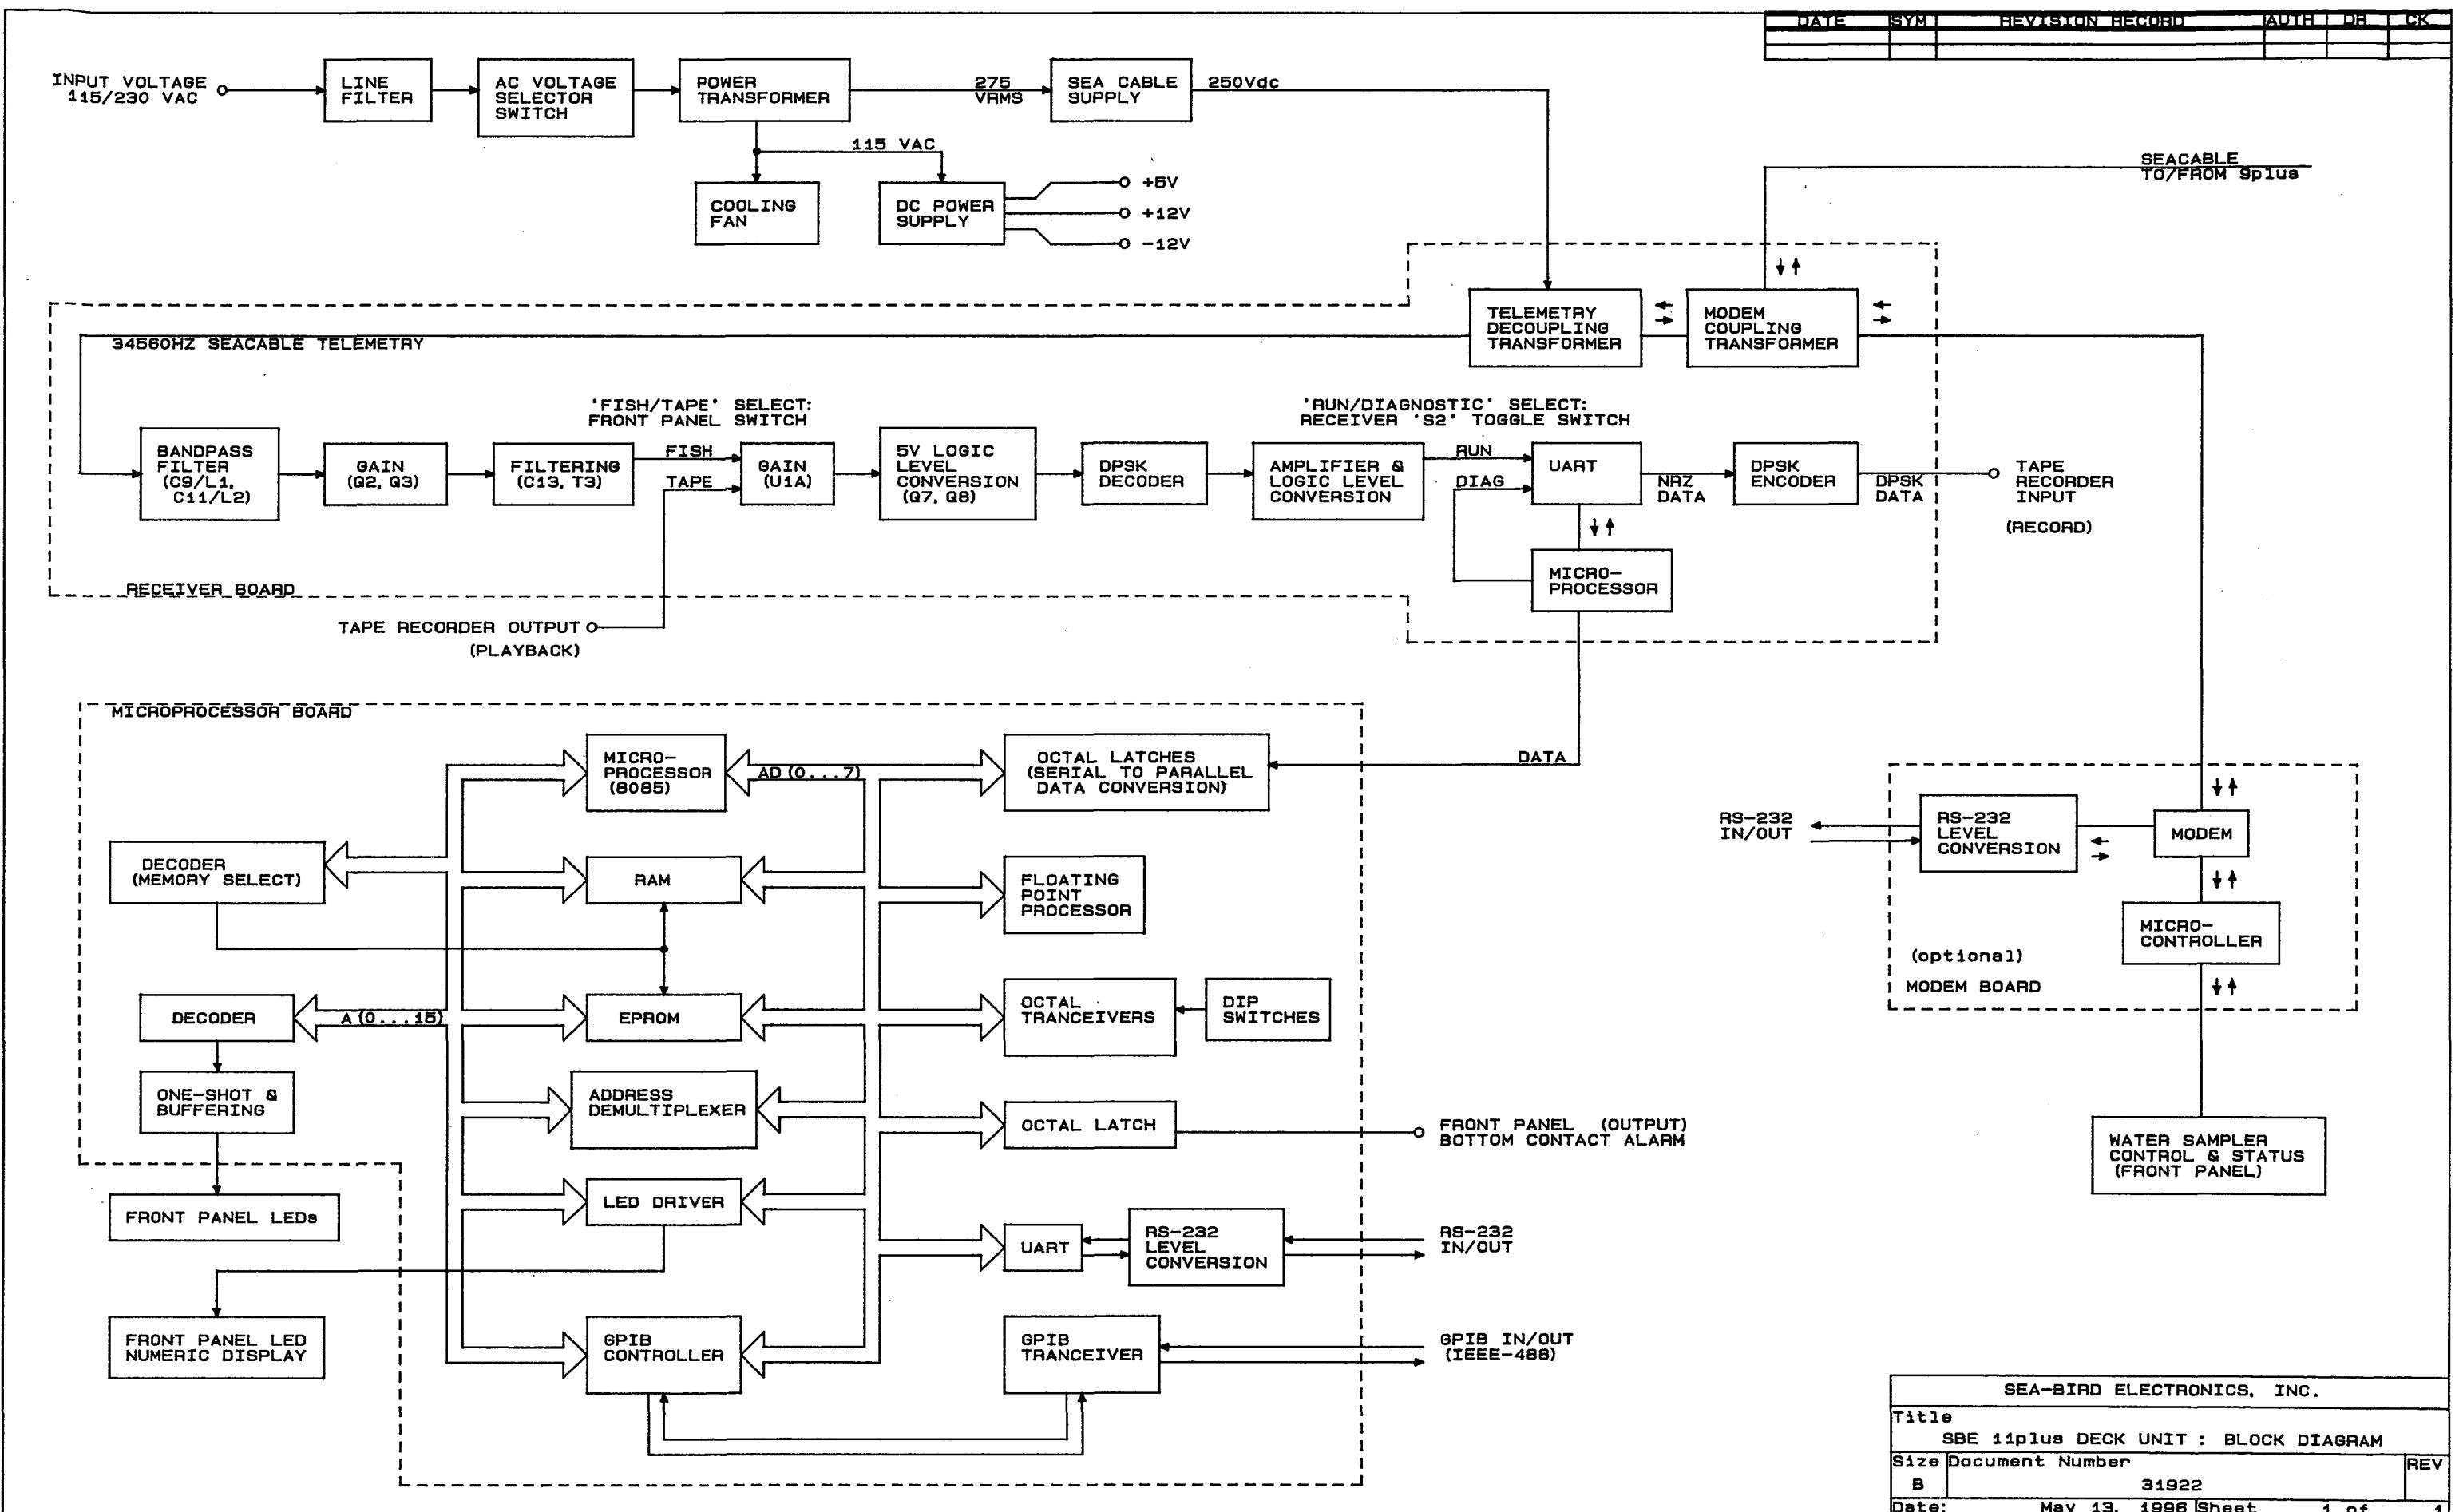 DATE SYM REVISION RECORD AUTH DR CK
INPUT VOLTAGE
115/230 VAC
LINE
FILTER
AC VOLTAGE
SELECTOR
SWITCH
POWER
TRANSFORMER
275
VRMS
SEA CABLE
SUPPLY
250Vdc
115 VAC
COOLING
FAN
DC POWER
SUPPLY
+5V
+12V
-12V
SEACABLE
TO/FROM 9plus
TELEMETRY
DECOUPLING
TRANSFORMER
MODEM
COUPLING
TRANSFORMER
34560HZ SEACABLE TELEMETRY
'FISH/TAPE' SELECT:
FRONT PANEL SWITCH
'RUN/DIAGNOSTIC' SELECT:
RECEIVER 'S2' TOGGLE SWITCH
BANDPASS
FILTER
(C9/L1,
C11/L2)
GAIN
(Q2, Q3)
FILTERING
(C13, T3)
FISH
TAPE
GAIN
(U1A)
5V LOGIC
LEVEL
CONVERSION
(Q7, Q8)
DPSK
DECODER
AMPLIFIER &
LOGIC LEVEL
CONVERSION
RUN
DIAG
UART
NRZ
DATA
DPSK
ENCODER
DPSK
DATA
TAPE
RECORDER
INPUT
(RECORD)
MICRO-
PROCESSOR
RECEIVER BOARD
TAPE RECORDER OUTPUT
(PLAYBACK)
MICROPROCESSOR BOARD
MICRO-
PROCESSOR
(8085)
AD (0...7)
OCTAL LATCHES
(SERIAL TO PARALLEL
DATA CONVERSION)
DATA
DECODER
(MEMORY SELECT)
RAM
FLOATING
POINT
PROCESSOR
RS-232
IN/OUT
RS-232
LEVEL
CONVERSION
MODEM
MICRO-
CONTROLLER
(optional)
MODEM BOARD
DECODER
A (0...15)
EPROM
OCTAL
TRANCEIVERS
DIP
SWITCHES
ONE-SHOT &
BUFFERING
ADDRESS
DEMULTIPLEXER
OCTAL LATCH
FRONT PANEL (OUTPUT)
BOTTOM CONTACT ALARM
WATER SAMPLER
CONTROL & STATUS
(FRONT PANEL)
FRONT PANEL LEDs
LED DRIVER
UART
RS-232
LEVEL
CONVERSION
RS-232
IN/OUT
FRONT PANEL LED
NUMERIC DISPLAY
GPIB
CONTROLLER
GPIB
TRANCEIVER
GPIB IN/OUT
(IEEE-488)
SEA-BIRD ELECTRONICS, INC.
Title
SBE 11plus DECK UNIT : BLOCK DIAGRAM
Size Document Number REV
B 31922
Date: May 13, 1996 Sheet 1 of 1